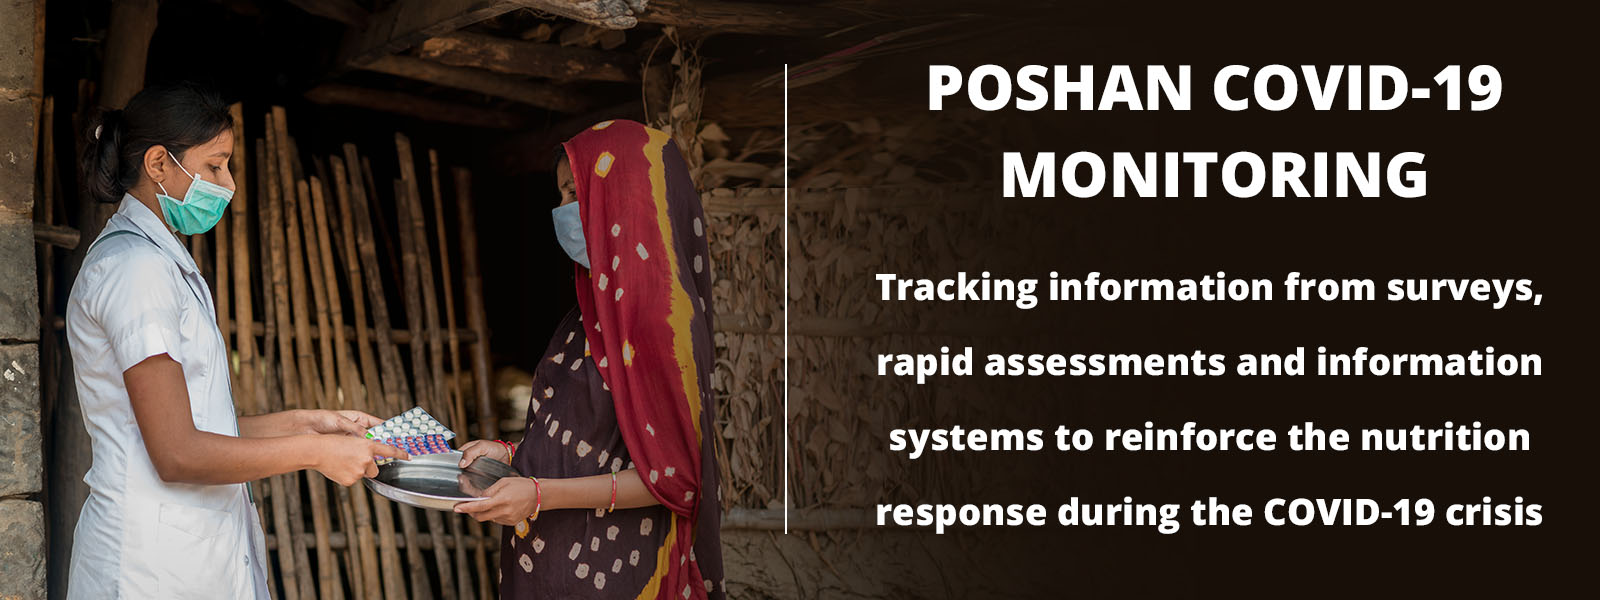 POSHAN COVID-19
MONITORING
Tracking information from surveys,
rapid assessments and information
systems to reinforce the nutrition
response during the COVID-19 crisis